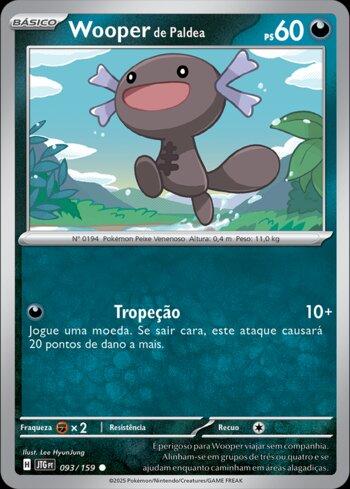 BÁSICO
Wooper de Paldea
PS 60
Nº 0194 Pokémon Peixe Venenoso Altura: 0,4 m Peso: 11,0 kg
Tropeção 10+
Jogue uma moeda. Se sair cara, este ataque causará
20 pontos de dano a mais.
Fraqueza × 2 Resistência Recuo
Ilust. Lee HyunJung
É perigoso para Wooper viajar sem companhia.
Alinham-se em grupos de três ou quatro e se
ajudam enquanto caminham em áreas alagadiças.
H JTG PT 093/159
©2025 Pokémon/Nintendo/Creatures/GAME FREAK